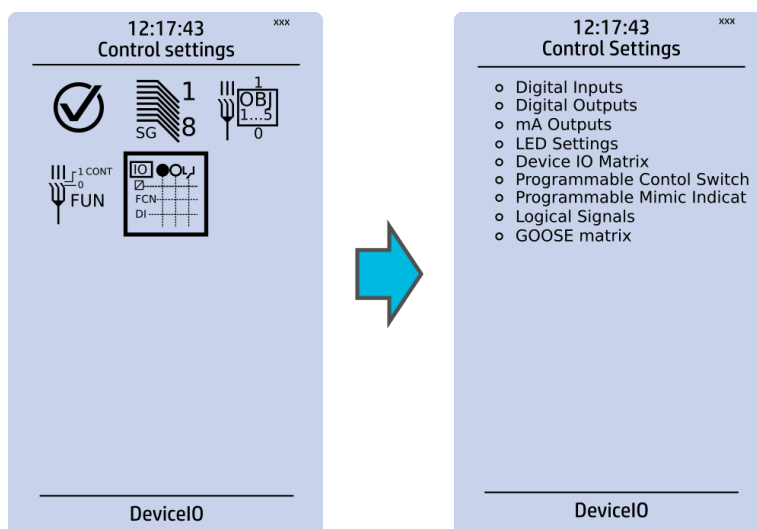 12:17:43
xxx
Control settings
SG
1
8
1
OBJ
1...5
0
1 CONT
0
FUN
IO
FCN
DI
DeviceIO
12:17:43
xxx
Control Settings
Digital Inputs
Digital Outputs
mA Outputs
LED Settings
Device IO Matrix
Programmable Contol Switch
Programmable Mimic Indicat
Logical Signals
GOOSE matrix
DeviceIO